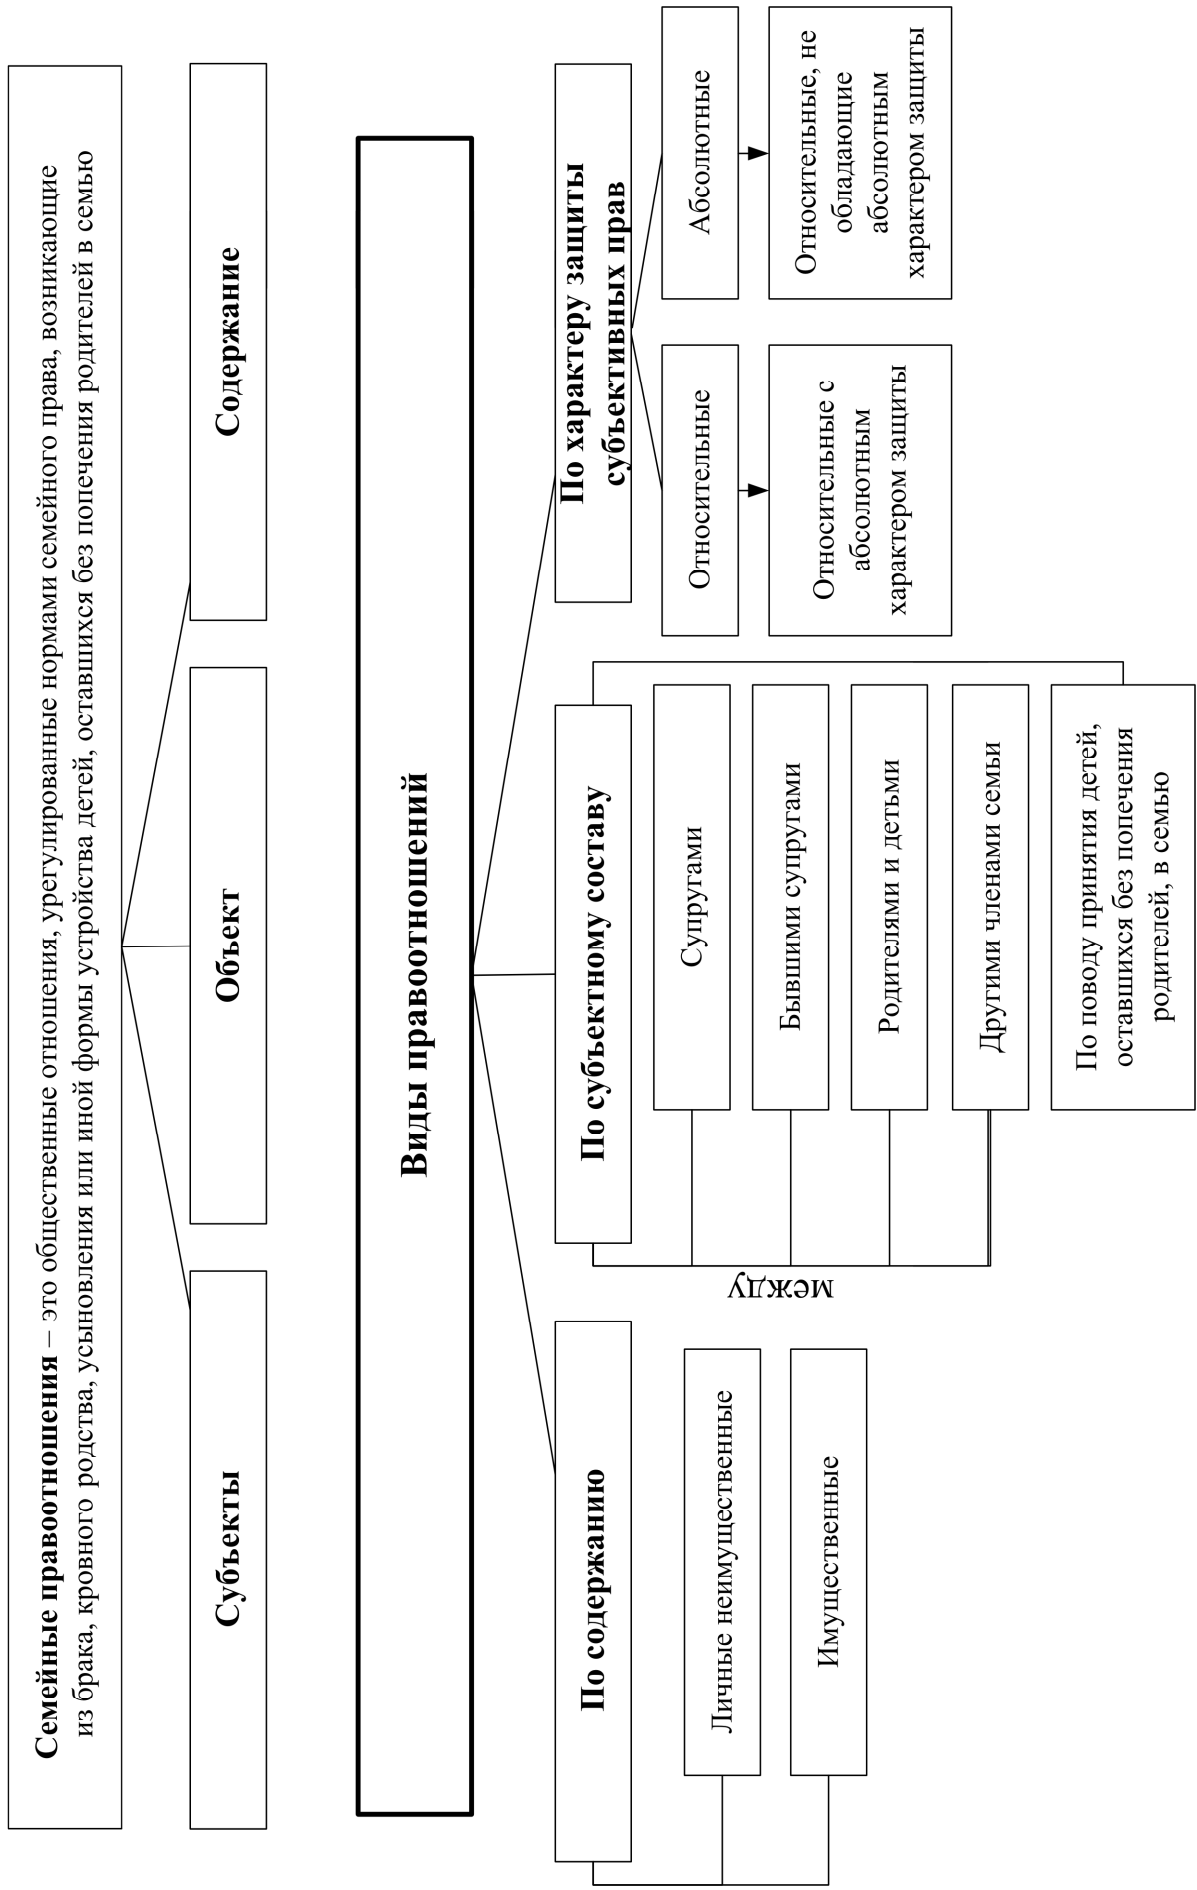 Семейные правоотношения – это общественные отношения, урегулированные нормами семейного права, возникающие
из брака, кровного родства, усыновления или иной формы устройства детей, оставшихся без попечения родителей в семью
Субъекты
Объект
Содержание
Виды правоотношений
По содержанию
Личные неимущественные
Имущественные
По субъектному составу
между
Супругами
Бывшими супругами
Родителями и детьми
Другими членами семьи
По поводу принятия детей,
оставшихся без попечения
родителей, в семью
По характеру защиты
субъективных прав
Относительные
Относительные с
абсолютным
характером защиты
Абсолютные
Относительные, не
обладающие
абсолютным
характером защиты